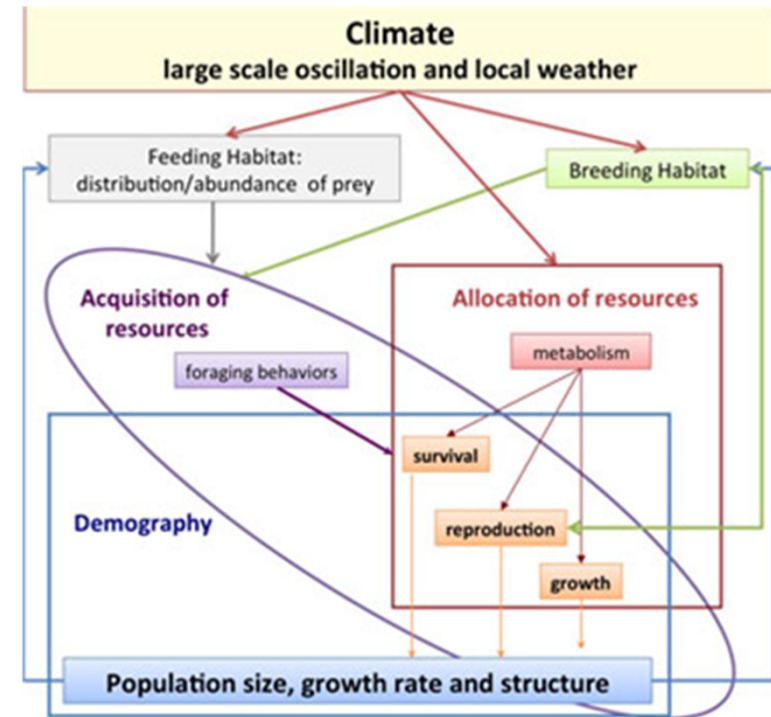 Climate
large scale oscillation and local weather
Feeding Habitat:
distribution/abundance of prey
Breeding Habitat
Acquisition of
resources
Allocation of resources
metabolism
foraging behaviors
survival
Demography
reproduction
growth
Population size, growth rate and structure